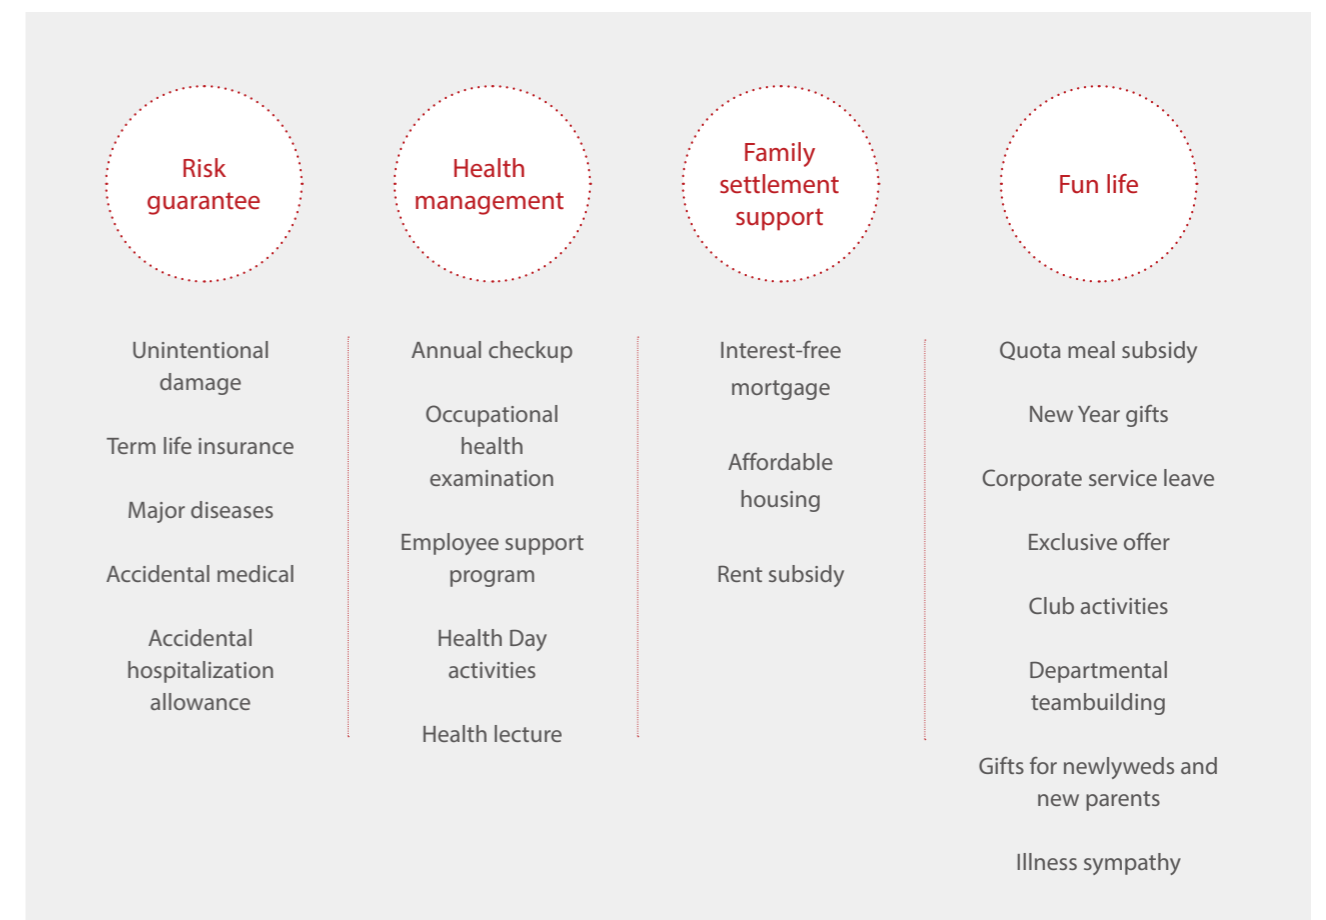 Risk
guarantee
Unintentional
damage
Term life insurance
Major diseases
Accidental medical
Accidental
hospitalization
allowance
Health
management
Annual checkup
Occupational
health
examination
Employee support
program
Health Day
activities
Health lecture
Family
settlement
support
Interest-free
mortgage
Affordable
housing
Rent subsidy
Fun life
Quota meal subsidy
New Year gifts
Corporate service leave
Exclusive offer
Club activities
Departmental
teambuilding
Gifts for newlyweds and
new parents
Illness sympathy